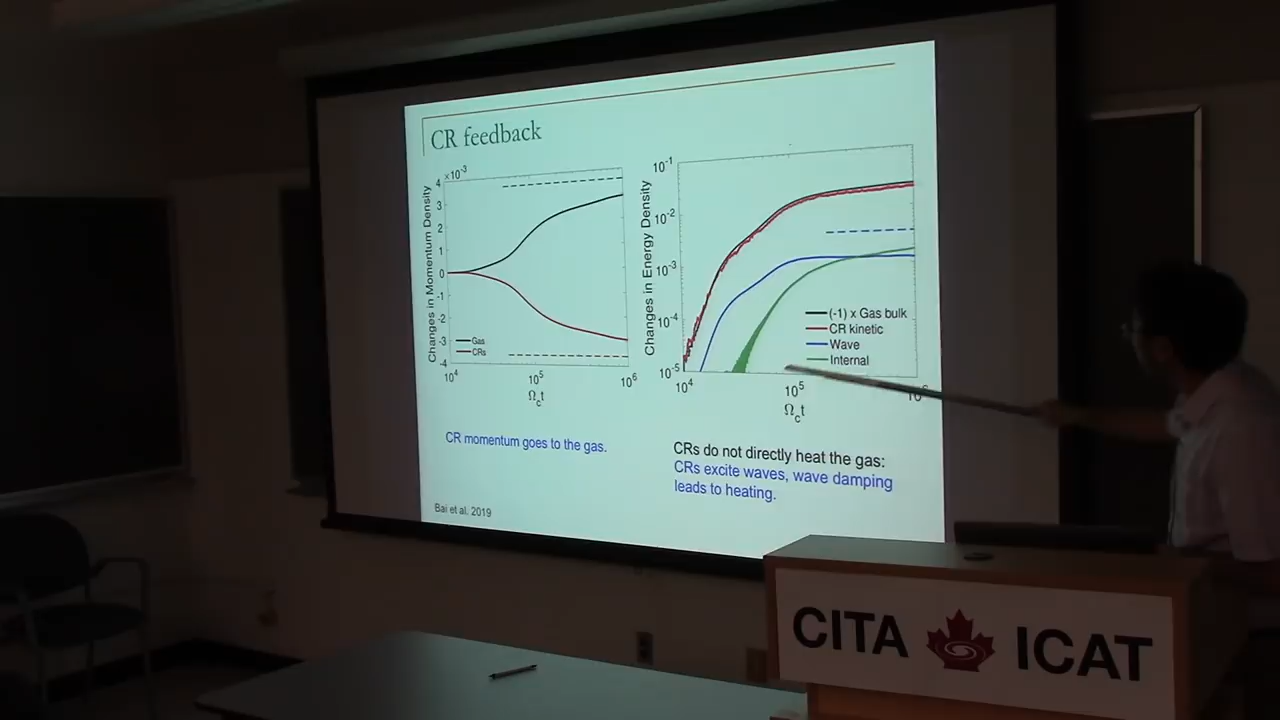 CR feedback
×10⁻³
4
3
2
1
0
-1
-2
-3
-4
Changes in Momentum Density
Gas
CRs
10⁴
10⁵
10⁶
Ω_c t
CR momentum goes to the gas.
Bai et al. 2019
10⁻¹
10⁻²
10⁻³
10⁻⁴
10⁻⁵
Changes in Energy Density
(-1) x Gas bulk
CR kinetic
Wave
Internal
10⁴
10⁵
10⁶
Ω_c t
CRs do not directly heat the gas:
CRs excite waves, wave damping
leads to heating.
CITA ICAT